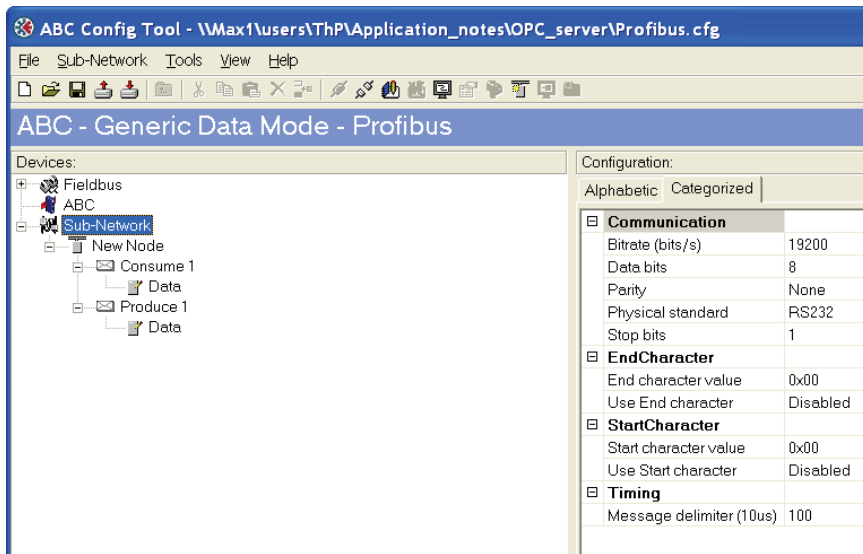 ABC Config Tool - \\Max1\users\ThP\Application_notes\OPC_server\Profibus.cfg
File Sub-Network Tools View Help
ABC - Generic Data Mode - Profibus
Devices:
Fieldbus
ABC
Sub-Network
New Node
Consume 1
Data
Produce 1
Data
Configuration:
Alphabetic Categorized
Communication
Bitrate (bits/s) 19200
Data bits 8
Parity None
Physical standard RS232
Stop bits 1
EndCharacter
End character value 0x00
Use End character Disabled
StartCharacter
Start character value 0x00
Use Start character Disabled
Timing
Message delimiter (10us) 100